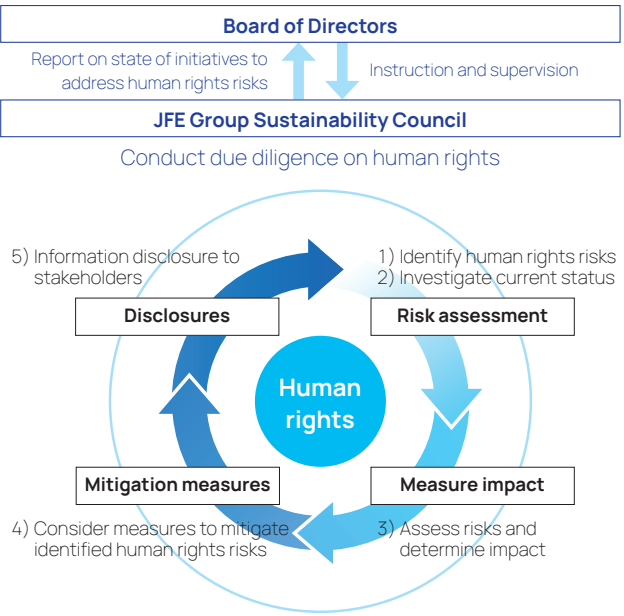 Board of Directors
Report on state of initiatives to
address human rights risks
Instruction and supervision
JFE Group Sustainability Council
Conduct due diligence on human rights
5) Information disclosure to
stakeholders
Disclosures
1) Identify human rights risks
2) Investigate current status
Risk assessment
Human
rights
Mitigation measures
4) Consider measures to mitigate
identified human rights risks
Measure impact
3) Assess risks and
determine impact